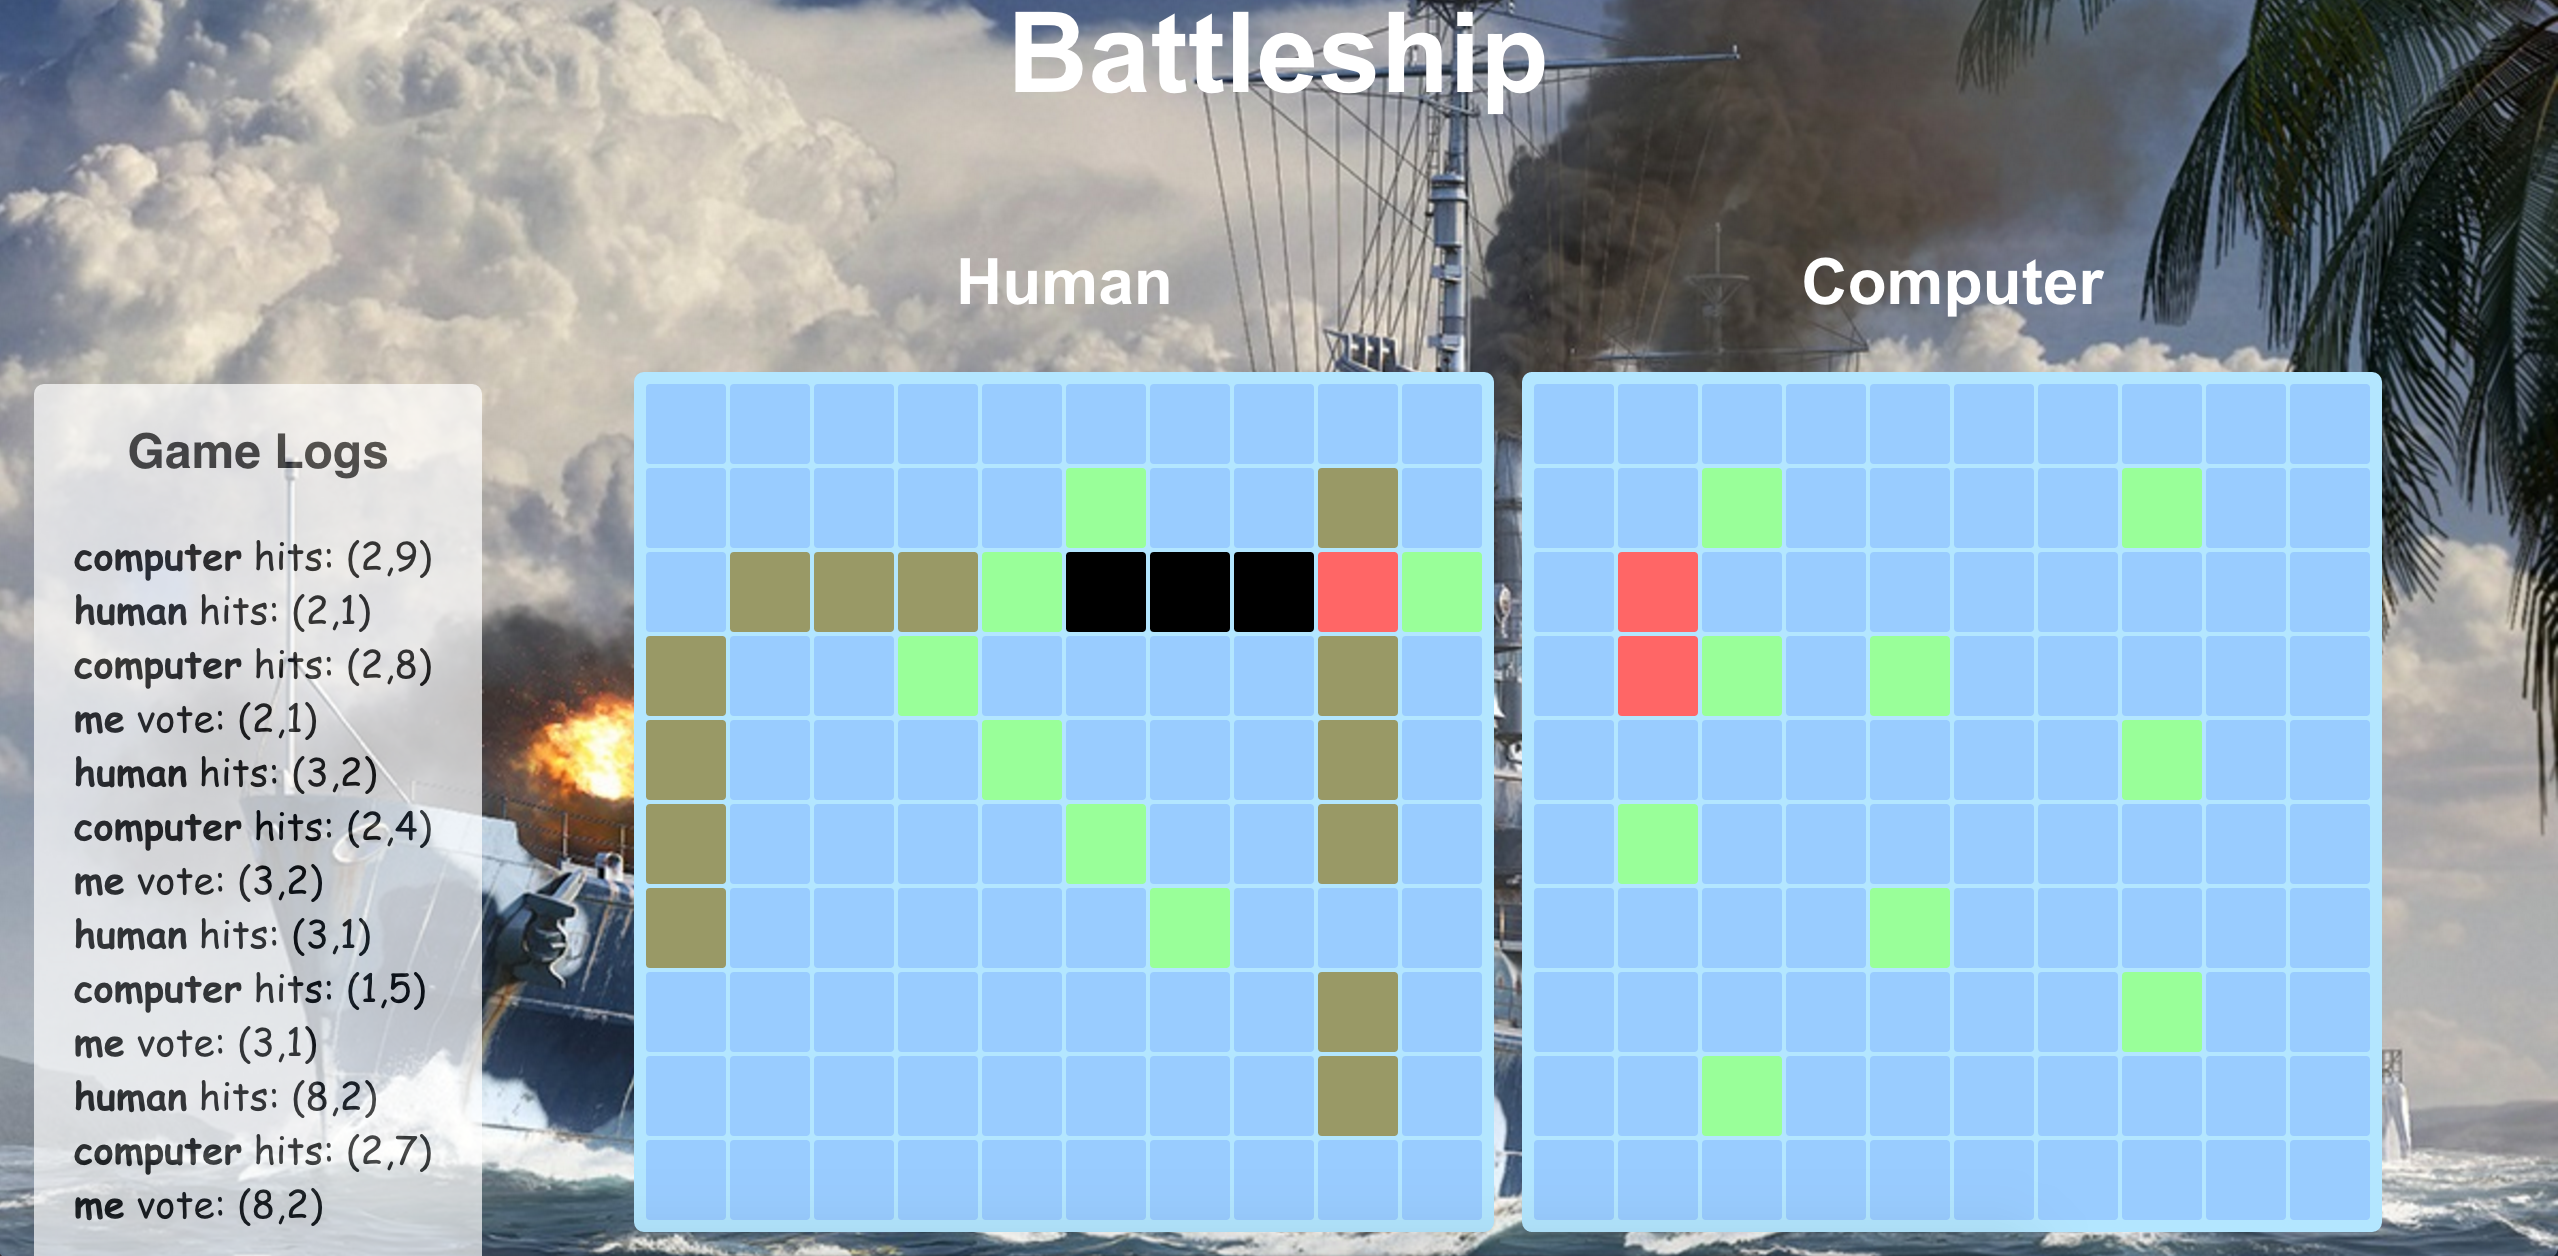 Battleship
Human
Computer
Game Logs
computer hits: (2,9)
human hits: (2,1)
computer hits: (2,8)
me vote: (2,1)
human hits: (3,2)
computer hits: (2,4)
me vote: (3,2)
human hits: (3,1)
computer hits: (1,5)
me vote: (3,1)
human hits: (8,2)
computer hits: (2,7)
me vote: (8,2)